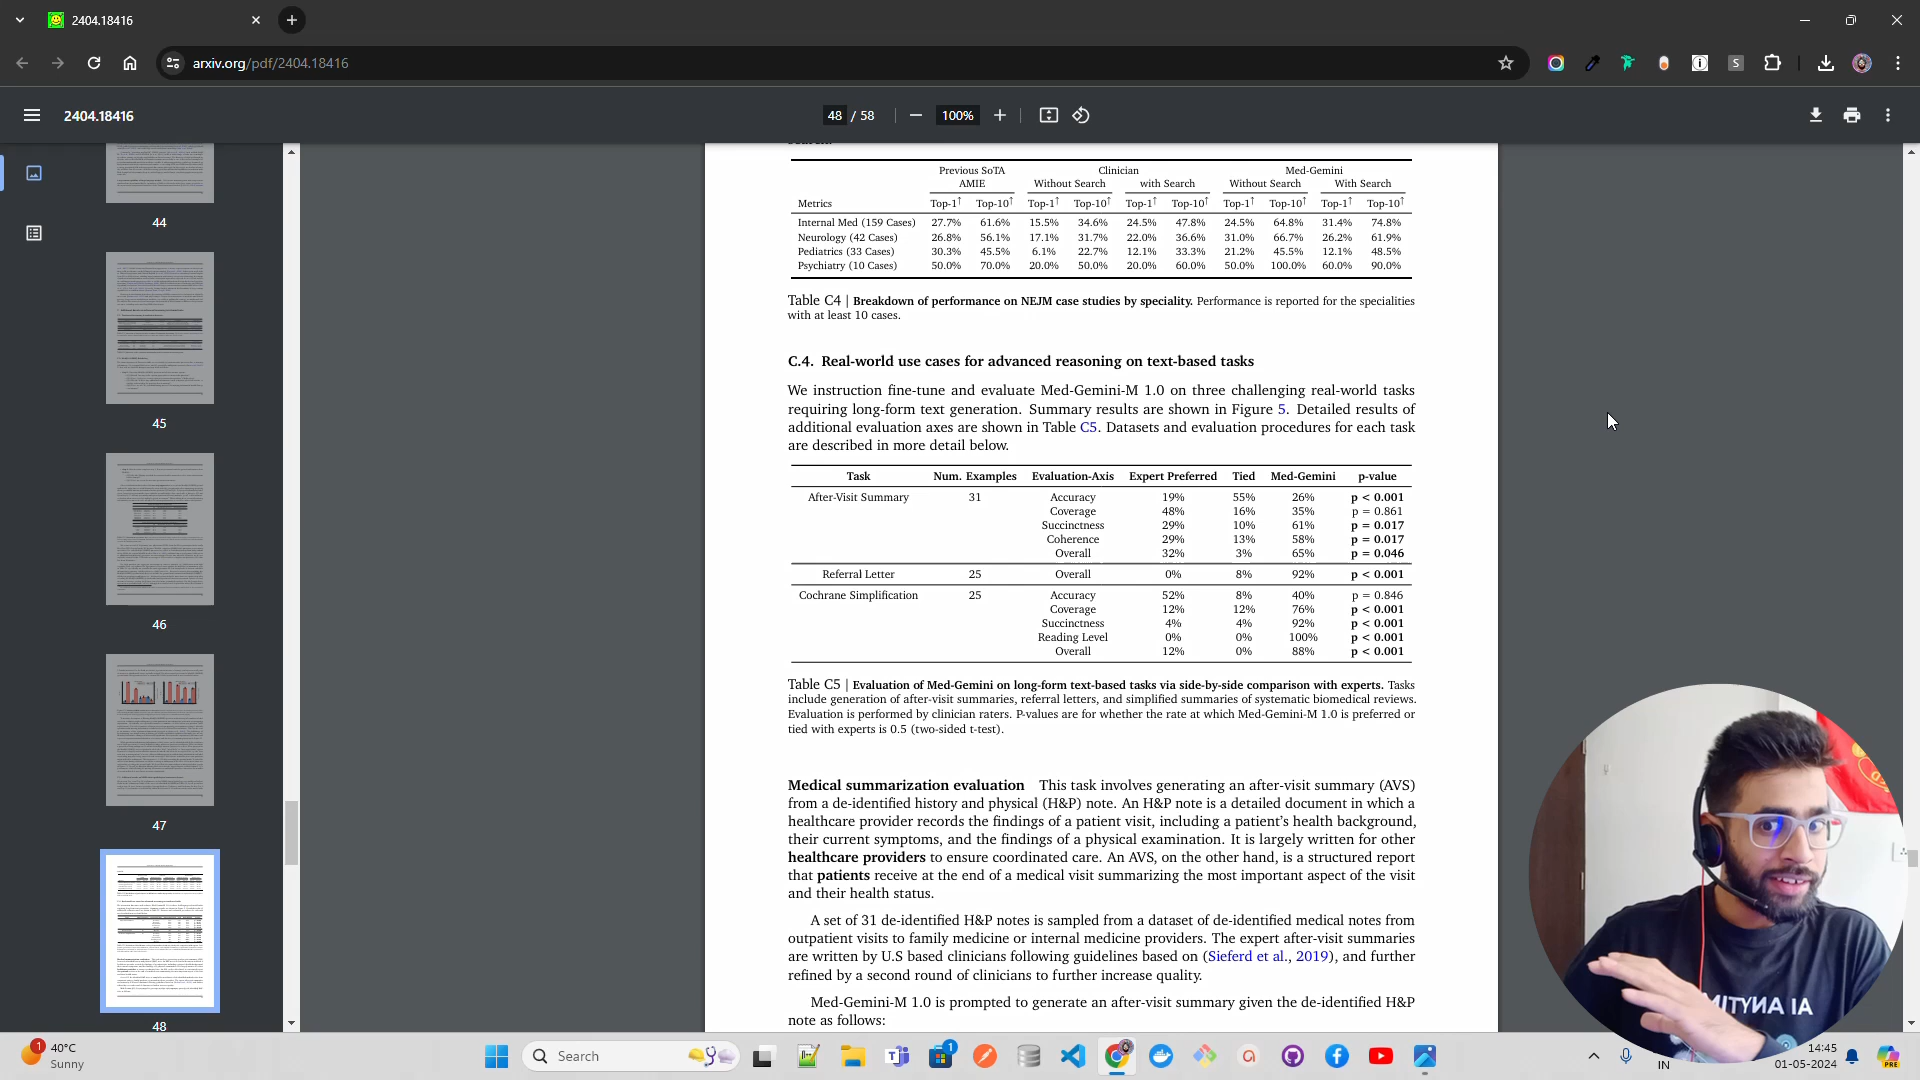 2404.18416
arxiv.org/pdf/2404.18416
2404.18416
48 / 58
100%
44
45
46
47
48
Previous SoTA Clinician Med-Gemini
AMIE Without Search with Search Without Search With Search
Metrics Top-1↑ Top-10↑ Top-1↑ Top-10↑ Top-1↑ Top-10↑ Top-1↑ Top-10↑ Top-1↑ Top-10↑
Internal Med (159 Cases) 27.7% 61.6% 15.5% 34.6% 24.5% 47.8% 24.5% 64.8% 31.4% 74.8%
Neurology (42 Cases) 26.8% 56.1% 17.1% 31.7% 22.0% 36.6% 31.0% 66.7% 26.2% 61.9%
Pediatrics (33 Cases) 30.3% 45.5% 6.1% 22.7% 12.1% 33.3% 21.2% 45.5% 12.1% 48.5%
Psychiatry (10 Cases) 50.0% 70.0% 20.0% 50.0% 20.0% 60.0% 50.0% 100.0% 60.0% 90.0%
Table C4 | Breakdown of performance on NEJM case studies by speciality. Performance is reported for the specialities
with at least 10 cases.
C.4. Real-world use cases for advanced reasoning on text-based tasks
We instruction fine-tune and evaluate Med-Gemini-M 1.0 on three challenging real-world tasks
requiring long-form text generation. Summary results are shown in Figure 5. Detailed results of
additional evaluation axes are shown in Table C5. Datasets and evaluation procedures for each task
are described in more detail below.
Task Num. Examples Evaluation-Axis Expert Preferred Tied Med-Gemini p-value
After-Visit Summary 31 Accuracy 19% 55% 26% p < 0.001
Coverage 48% 16% 35% p = 0.861
Succinctness 29% 10% 61% p = 0.017
Coherence 29% 13% 58% p = 0.017
Overall 32% 3% 65% p = 0.046
Referral Letter 25 Overall 0% 8% 92% p < 0.001
Cochrane Simplification 25 Accuracy 52% 8% 40% p = 0.846
Coverage 12% 12% 76% p < 0.001
Succinctness 4% 4% 92% p < 0.001
Reading Level 0% 0% 100% p < 0.001
Overall 12% 0% 88% p < 0.001
Table C5 | Evaluation of Med-Gemini on long-form text-based tasks via side-by-side comparison with experts. Tasks
include generation of after-visit summaries, referral letters, and simplified summaries of systematic biomedical reviews.
Evaluation is performed by clinician raters. P-values are for whether the rate at which Med-Gemini-M 1.0 is preferred or
tied with experts is 0.5 (two-sided t-test).
Medical summarization evaluation This task involves generating an after-visit summary (AVS)
from a de-identified history and physical (H&P) note. An H&P note is a detailed document in which a
healthcare provider records the findings of a patient visit, including a patient's health background,
their current symptoms, and the findings of a physical examination. It is largely written for other
healthcare providers to ensure coordinated care. An AVS, on the other hand, is a structured report
that patients receive at the end of a medical visit summarizing the most important aspect of the visit
and their health status.
A set of 31 de-identified H&P notes is sampled from a dataset of de-identified medical notes from
outpatient visits to family medicine or internal medicine providers. The expert after-visit summaries
are written by U.S based clinicians following guidelines based on (Sieferd et al., 2019), and further
refined by a second round of clinicians to further increase quality.
Med-Gemini-M 1.0 is prompted to generate an after-visit summary given the de-identified H&P
note as follows:
AI ANYTIM
1
40°C
Sunny
Search
1
IN
14:45
01-05-2024
PRE